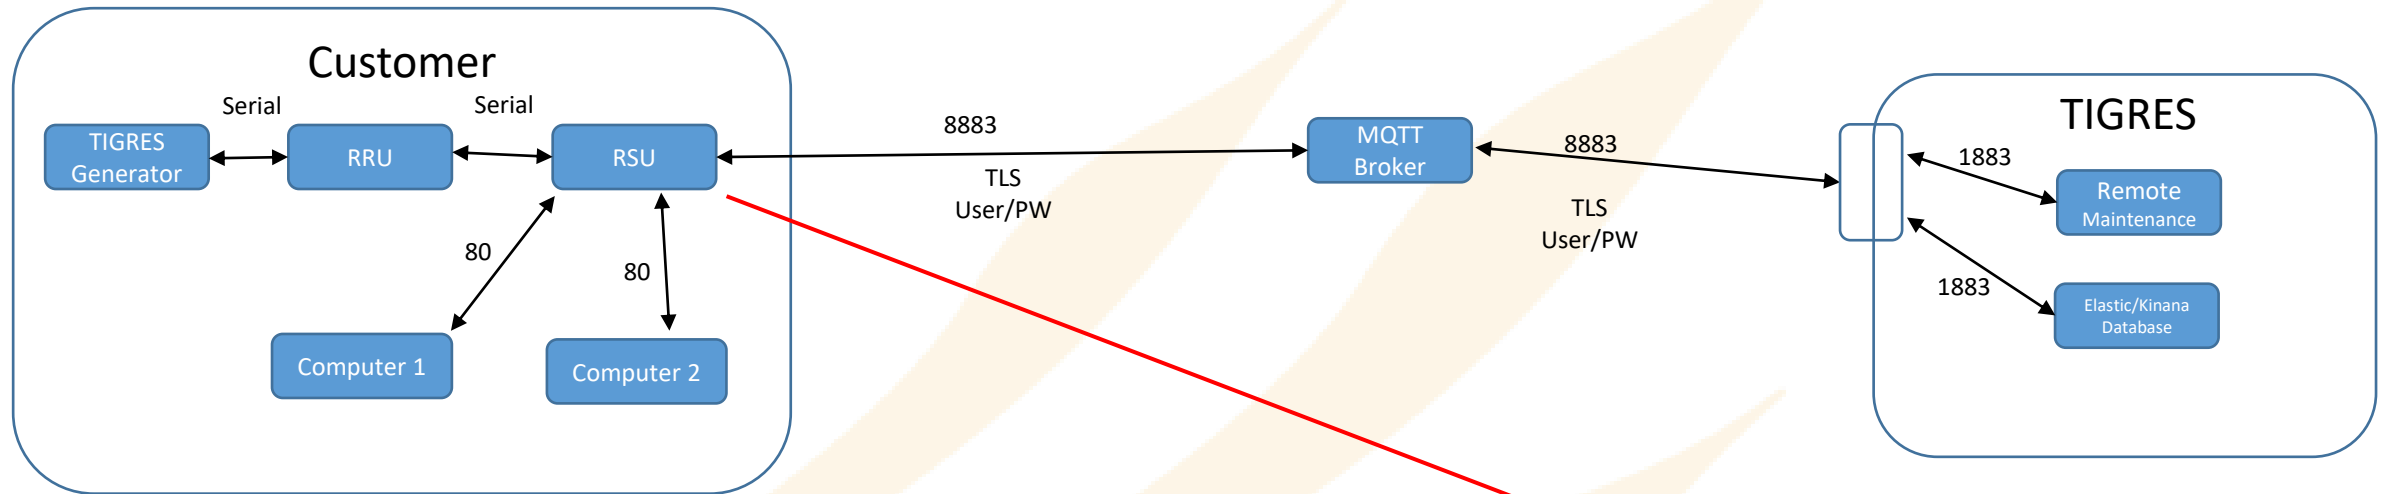 Customer
Serial
Serial
TIGRES
Generator
RRU
RSU
80
80
Computer 1
Computer 2
8883
TLS
User/PW
MQTT
Broker
8883
TLS
User/PW
TIGRES
1883
Remote
Maintenance
1883
Elastic/Kinana
Database